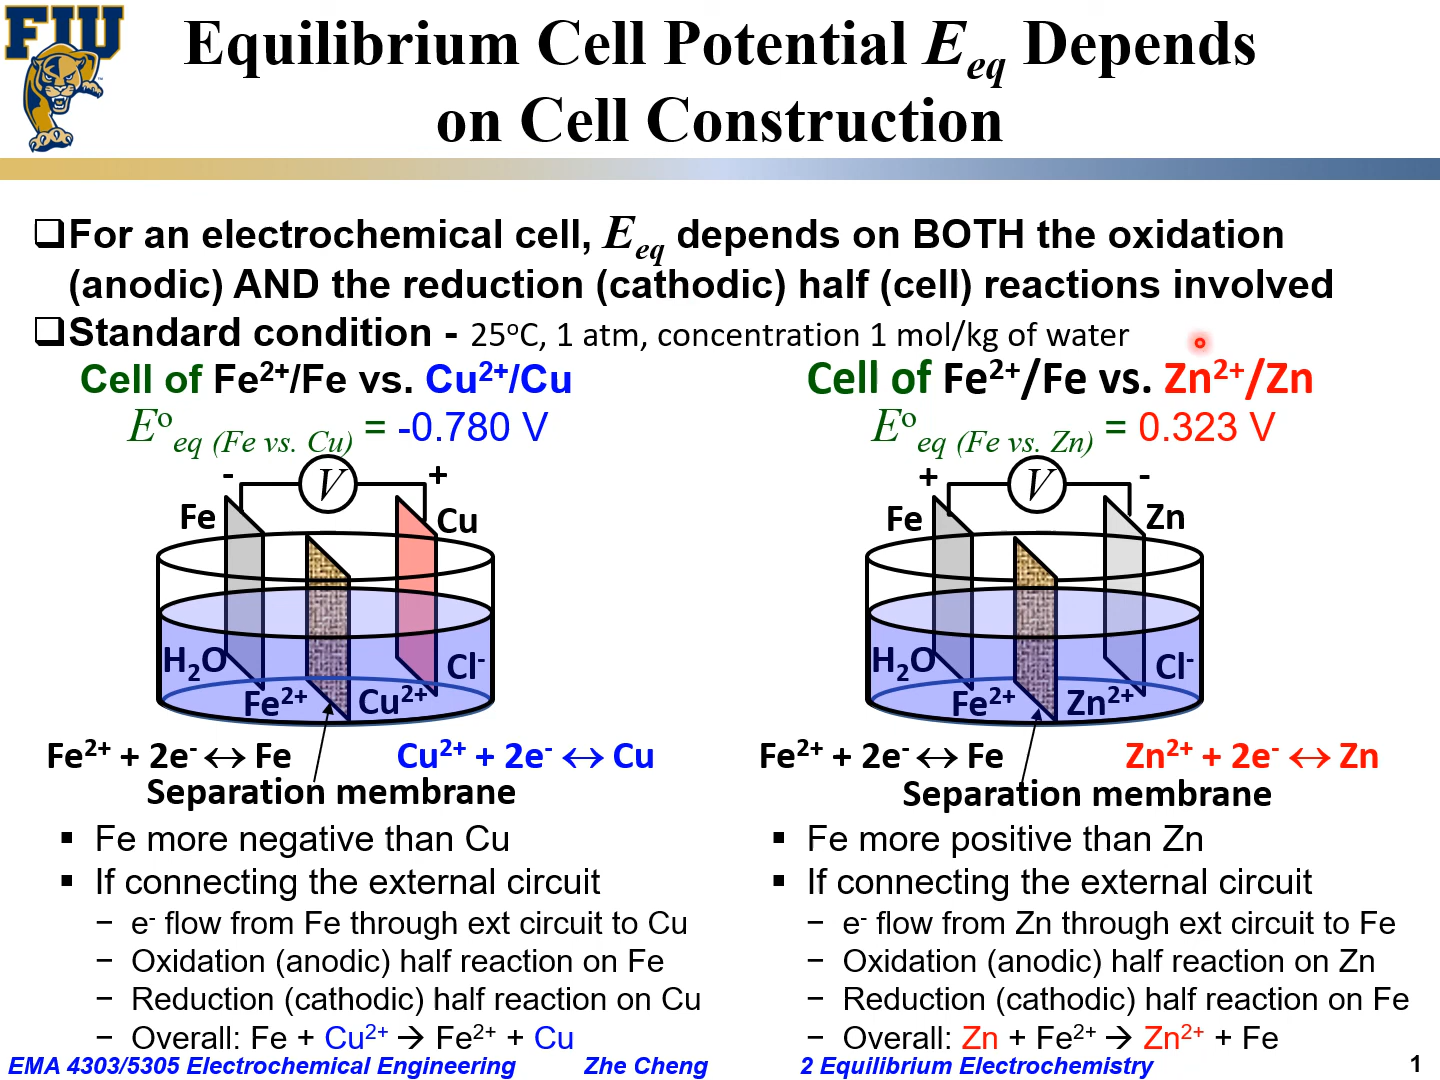 FIU
Equilibrium Cell Potential Eeq Depends
on Cell Construction
❑For an electrochemical cell, Eeq depends on BOTH the oxidation
(anodic) AND the reduction (cathodic) half (cell) reactions involved
❑Standard condition - 25oC, 1 atm, concentration 1 mol/kg of water
Cell of Fe2+/Fe vs. Cu2+/Cu
Eoeq (Fe vs. Cu) = -0.780 V
- V +
Fe
Cu
H2O
Cl-
Fe2+
Cu2+
Fe2+ + 2e- ↔ Fe
Cu2+ + 2e- ↔ Cu
Separation membrane
▪ Fe more negative than Cu
▪ If connecting the external circuit
− e- flow from Fe through ext circuit to Cu
− Oxidation (anodic) half reaction on Fe
− Reduction (cathodic) half reaction on Cu
− Overall: Fe + Cu2+ → Fe2+ + Cu
Cell of Fe2+/Fe vs. Zn2+/Zn
Eoeq (Fe vs. Zn) = 0.323 V
+ V -
Fe
Zn
H2O
Cl-
Fe2+
Zn2+
Fe2+ + 2e- ↔ Fe
Zn2+ + 2e- ↔ Zn
Separation membrane
▪ Fe more positive than Zn
▪ If connecting the external circuit
− e- flow from Zn through ext circuit to Fe
− Oxidation (anodic) half reaction on Zn
− Reduction (cathodic) half reaction on Fe
− Overall: Zn + Fe2+ → Zn2+ + Fe
EMA 4303/5305 Electrochemical Engineering Zhe Cheng 2 Equilibrium Electrochemistry 1